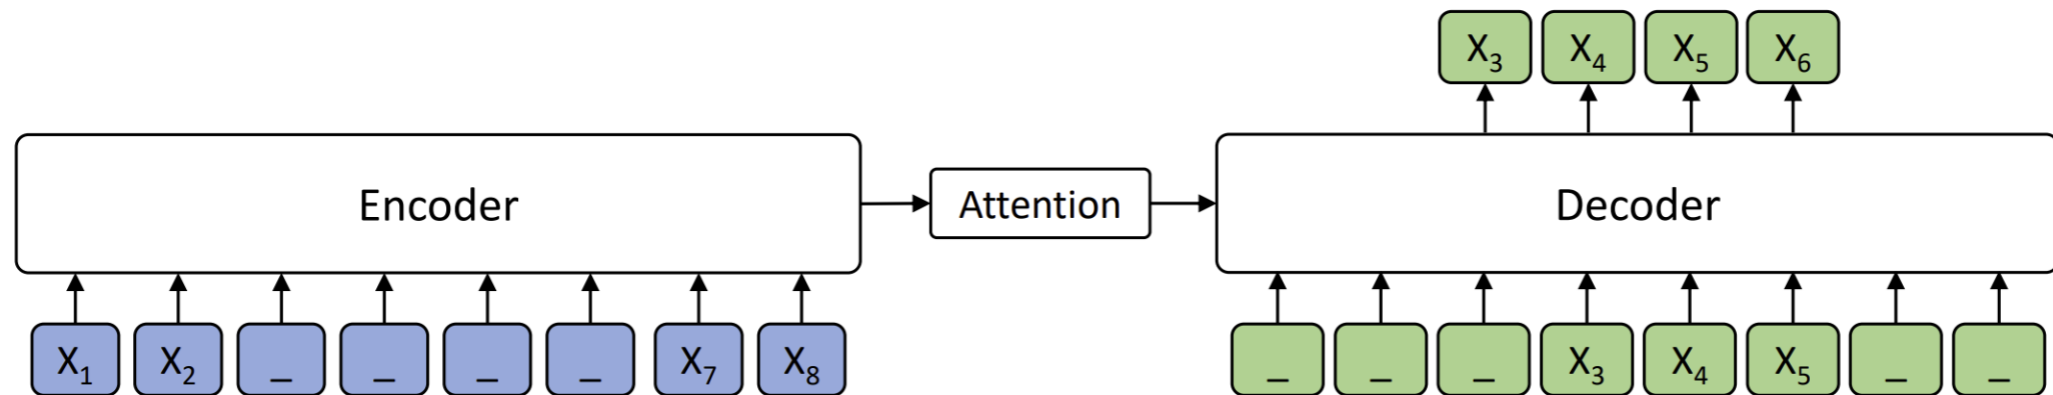 X₃ X₄ X₅ X₆
Encoder Attention Decoder
X₁ X₂ _ _ _ _ X₇ X₈ _ _ _ X₃ X₄ X₅ _ _